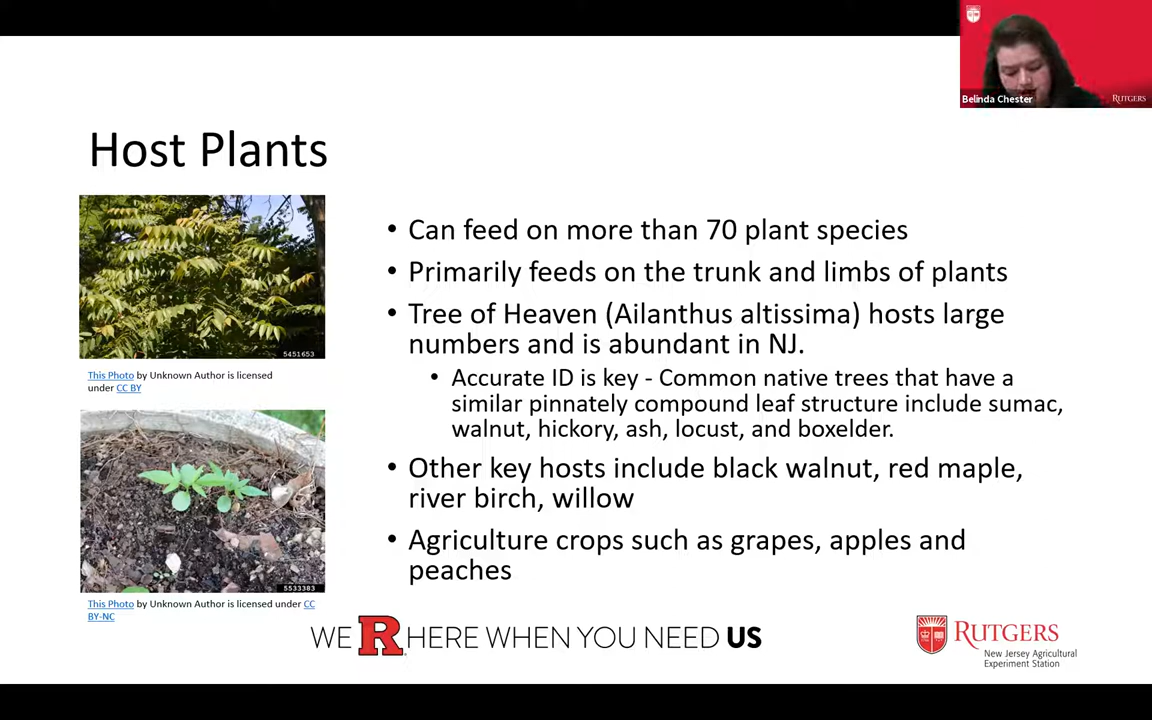 Belinda Chester
RUTGERS
Host Plants
5451653
This Photo by Unknown Author is licensed
under CC BY
5533383
This Photo by Unknown Author is licensed under CC
BY-NC
• Can feed on more than 70 plant species
• Primarily feeds on the trunk and limbs of plants
• Tree of Heaven (Ailanthus altissima) hosts large
numbers and is abundant in NJ.
• Accurate ID is key - Common native trees that have a
similar pinnately compound leaf structure include sumac,
walnut, hickory, ash, locust, and boxelder.
• Other key hosts include black walnut, red maple,
river birch, willow
• Agriculture crops such as grapes, apples and
peaches
WE R HERE WHEN YOU NEED US
RUTGERS
New Jersey Agricultural
Experiment Station